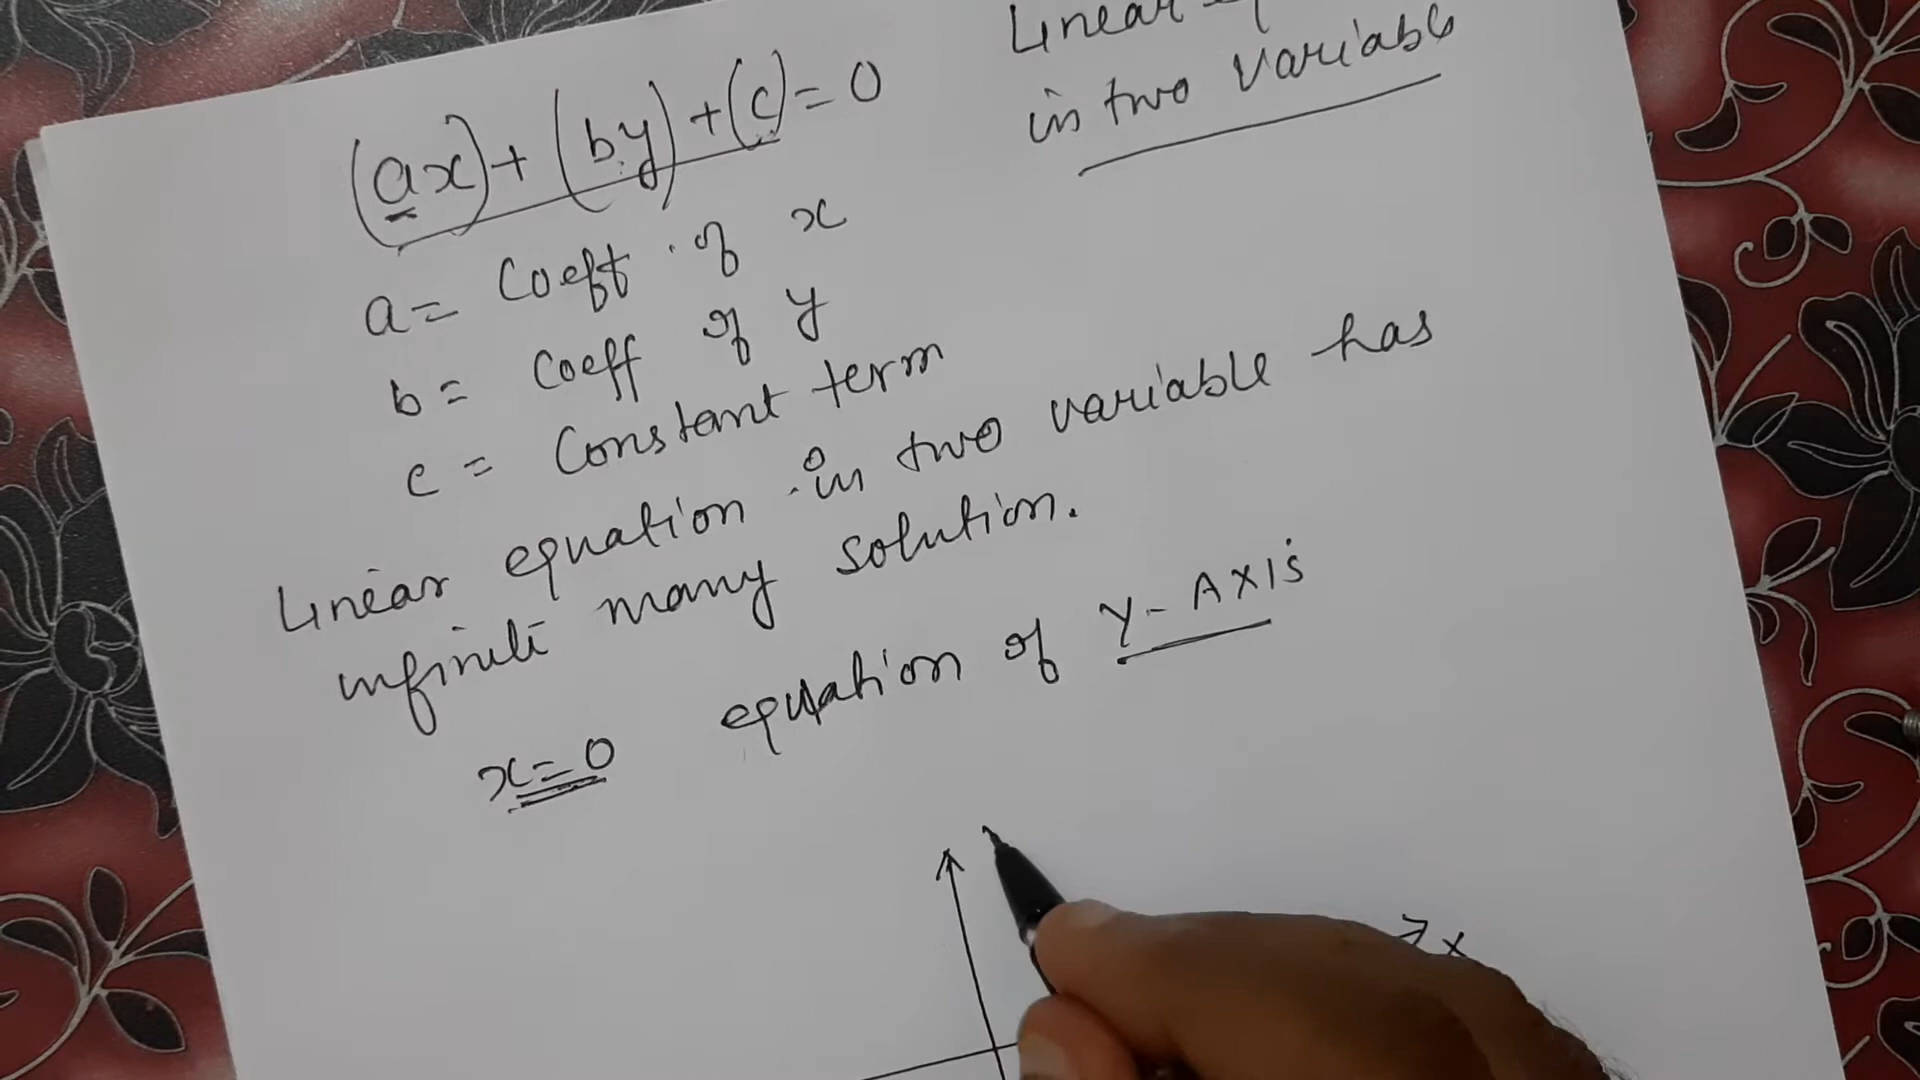 Linear
in two variable
(ax) + (by) + (c) = 0
a = Coeff. of x
b = Coeff of y
c = Constant term
Linear equation in two variable has
infinite many solution.
x=0 equation of Y-AXIS
x